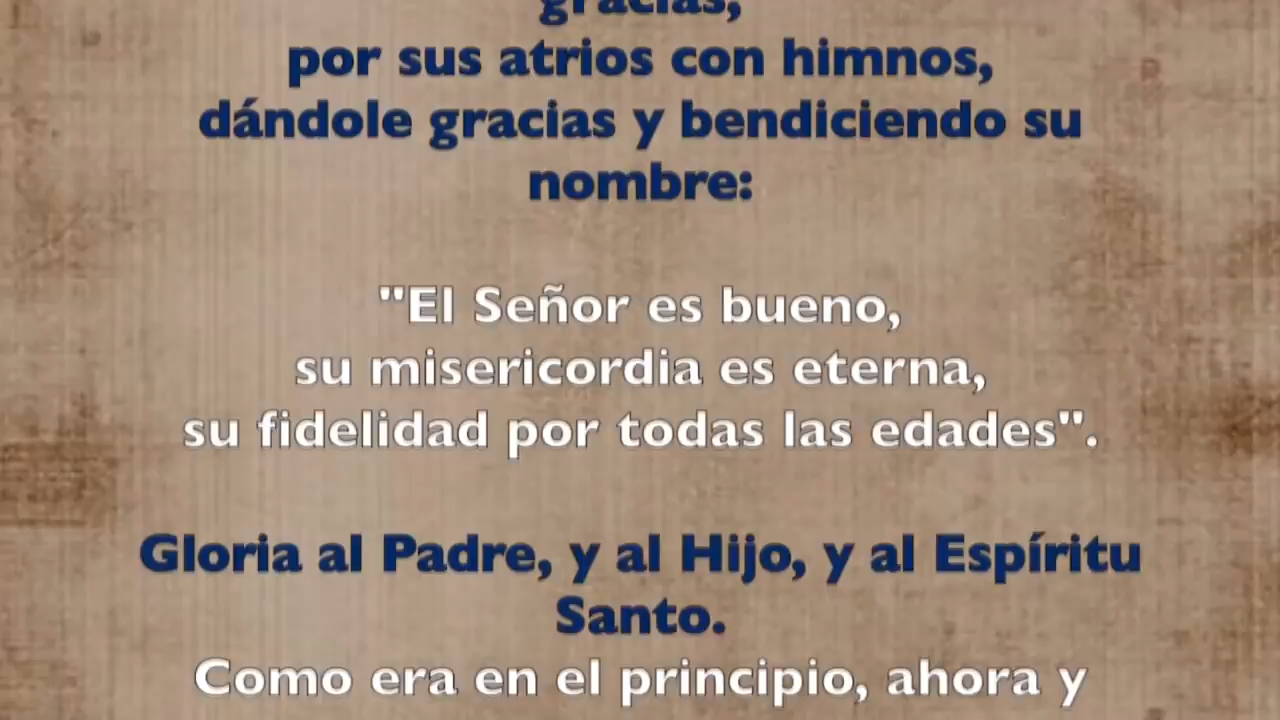 gracias,
por sus atrios con himnos,
dándole gracias y bendiciendo su
nombre:
"El Señor es bueno,
su misericordia es eterna,
su fidelidad por todas las edades".
Gloria al Padre, y al Hijo, y al Espíritu
Santo.
Como era en el principio, ahora y